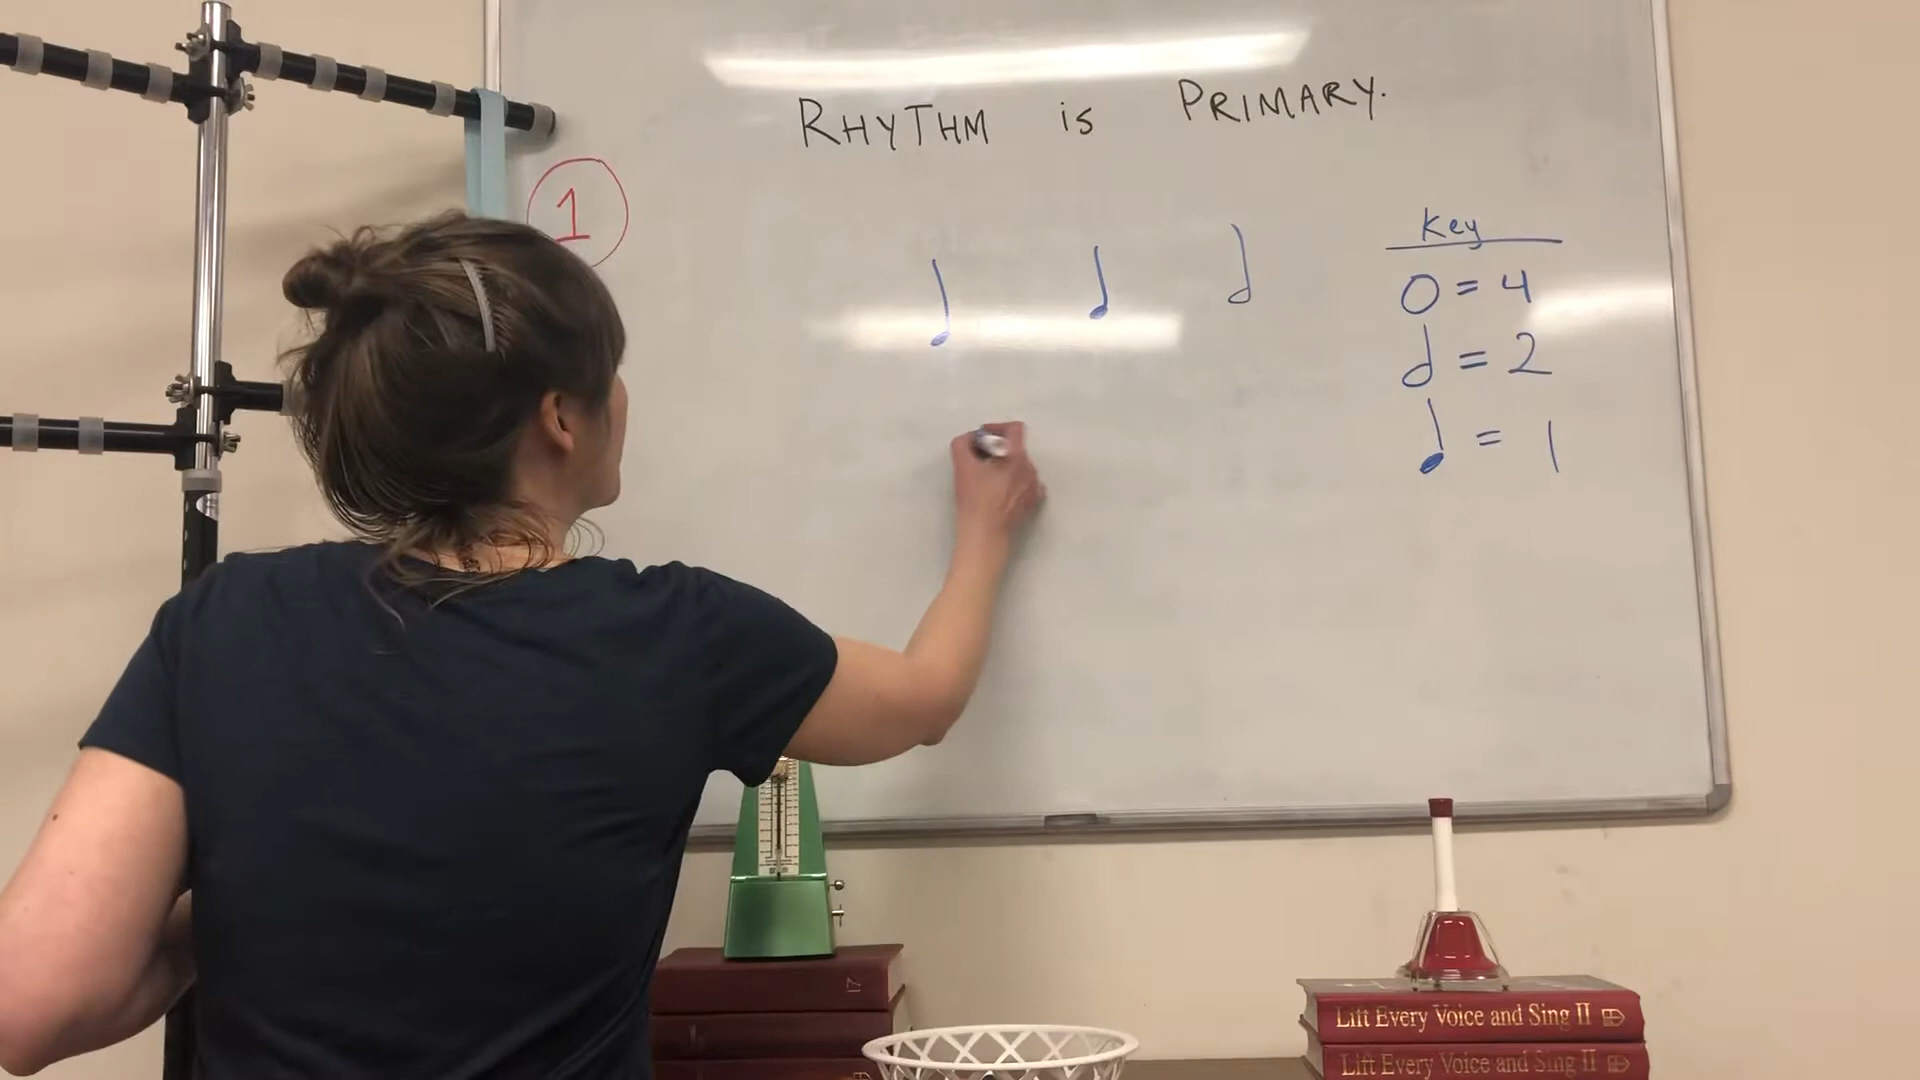 RHYTHM is PRIMARY.
1
Key
O = 4
𝅗𝅥 = 2
♩ = 1
♩ ♩ 𝅗𝅥
17
Lift Every Voice and Sing II
Lift Every Voice and Sing II